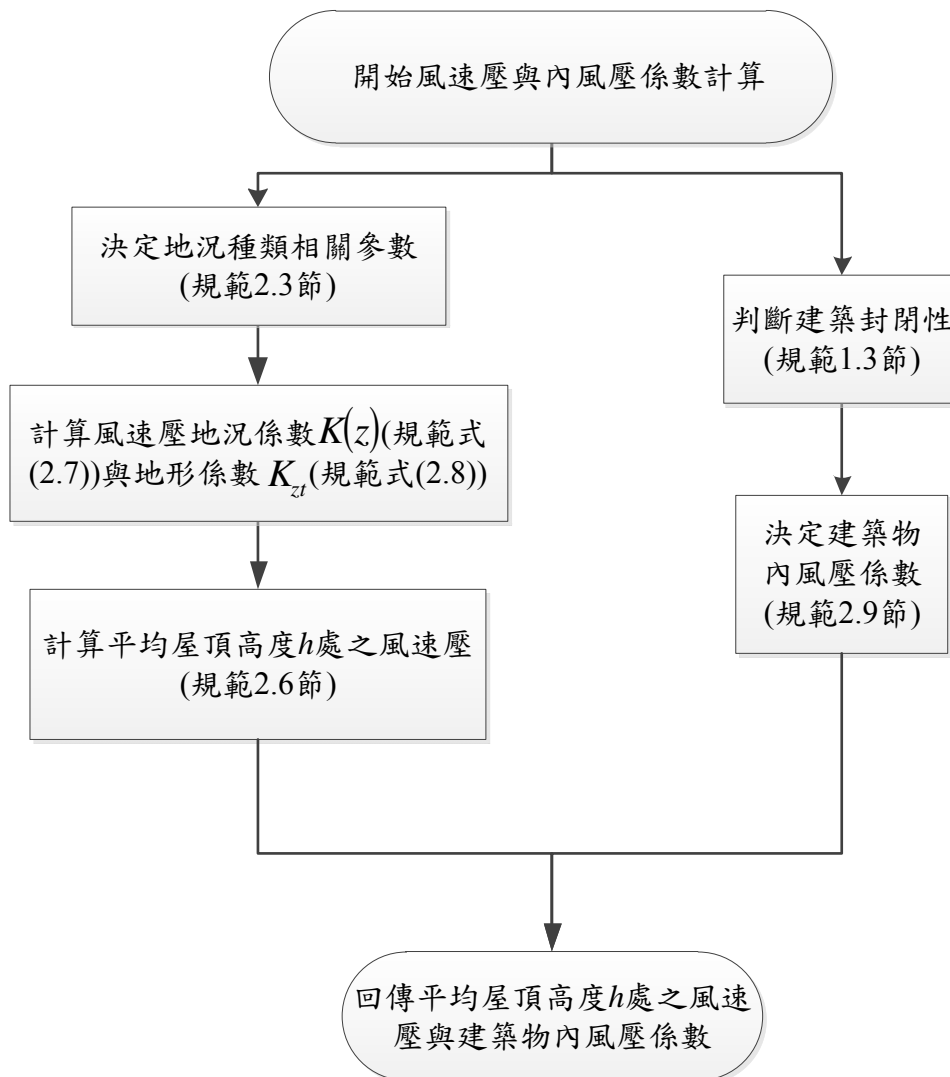 開始風速壓與內風壓係數計算
決定地況種類相關參數
(規範2.3節)
計算風速壓地況係數K(z)(規範式
(2.7))與地形係數 Kzt(規範式(2.8))
計算平均屋頂高度h處之風速壓
(規範2.6節)
判斷建築封閉性
(規範1.3節)
決定建築物
內風壓係數
(規範2.9節)
回傳平均屋頂高度h處之風速
壓與建築物內風壓係數